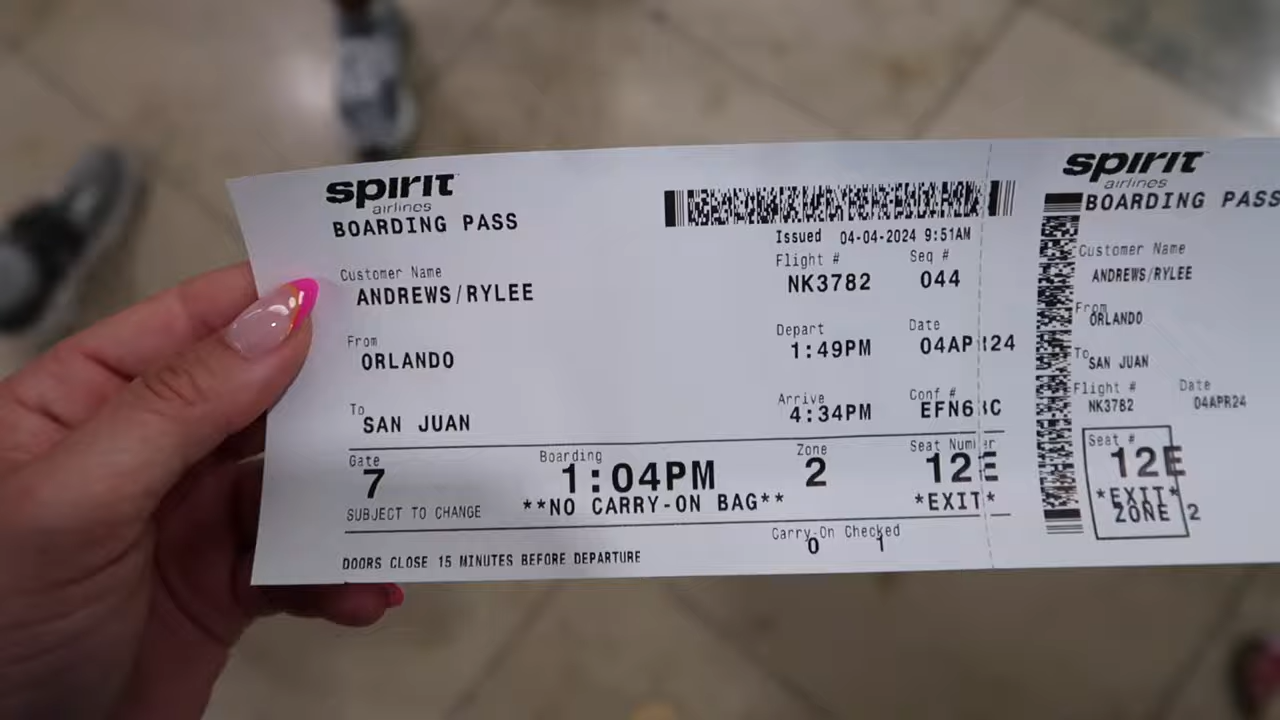 spirit
airlines
BOARDING PASS
Issued 04-04-2024 9:51AM
Customer Name
ANDREWS/RYLEE
Flight # Seq #
NK3782 044
From
ORLANDO
Depart Date
1:49PM 04APR24
To
SAN JUAN
Arrive Conf #
4:34PM
Gate Boarding Zone Seat Number
7 1:04PM 2 12E
SUBJECT TO CHANGE **NO CARRY-ON BAG** *EXIT*
Carry-On Checked
0 1
DOORS CLOSE 15 MINUTES BEFORE DEPARTURE
spirit
airlines
BOARDING PASS
Customer Name
ANDREWS/RYLEE
From
ORLANDO
To
SAN JUAN
Flight # Date
NK3782 04APR24
Seat #
12E
*EXIT*
ZONE 2